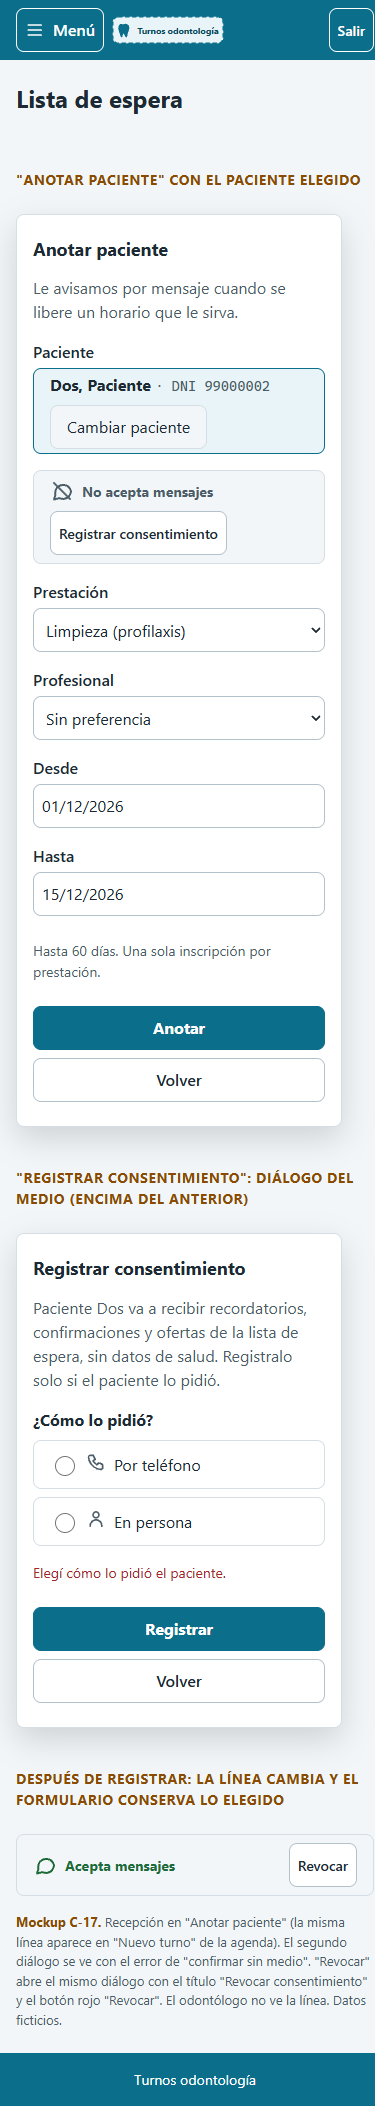 Menú
Turnos odontología
Salir
Lista de espera
"ANOTAR PACIENTE" CON EL PACIENTE ELEGIDO
Anotar paciente
Le avisamos por mensaje cuando se
libere un horario que le sirva.
Paciente
Dos, Paciente · DNI 99000002
Cambiar paciente
No acepta mensajes
Registrar consentimiento
Prestación
Limpieza (profilaxis)
Profesional
Sin preferencia
Desde
01/12/2026
Hasta
15/12/2026
Hasta 60 días. Una sola inscripción por
prestación.
Anotar
Volver
"REGISTRAR CONSENTIMIENTO": DIÁLOGO DEL
MEDIO (ENCIMA DEL ANTERIOR)
Registrar consentimiento
Paciente Dos va a recibir recordatorios,
confirmaciones y ofertas de la lista de
espera, sin datos de salud. Registralo
solo si el paciente lo pidió.
¿Cómo lo pidió?
Por teléfono
En persona
Elegí cómo lo pidió el paciente.
Registrar
Volver
DESPUÉS DE REGISTRAR: LA LÍNEA CAMBIA Y EL
FORMULARIO CONSERVA LO ELEGIDO
Acepta mensajes
Revocar
Mockup C-17. Recepción en "Anotar paciente" (la misma
línea aparece en "Nuevo turno" de la agenda). El segundo
diálogo se ve con el error de "confirmar sin medio". "Revocar"
abre el mismo diálogo con el título "Revocar consentimiento"
y el botón rojo "Revocar". El odontólogo no ve la línea. Datos
ficticios.
Turnos odontología